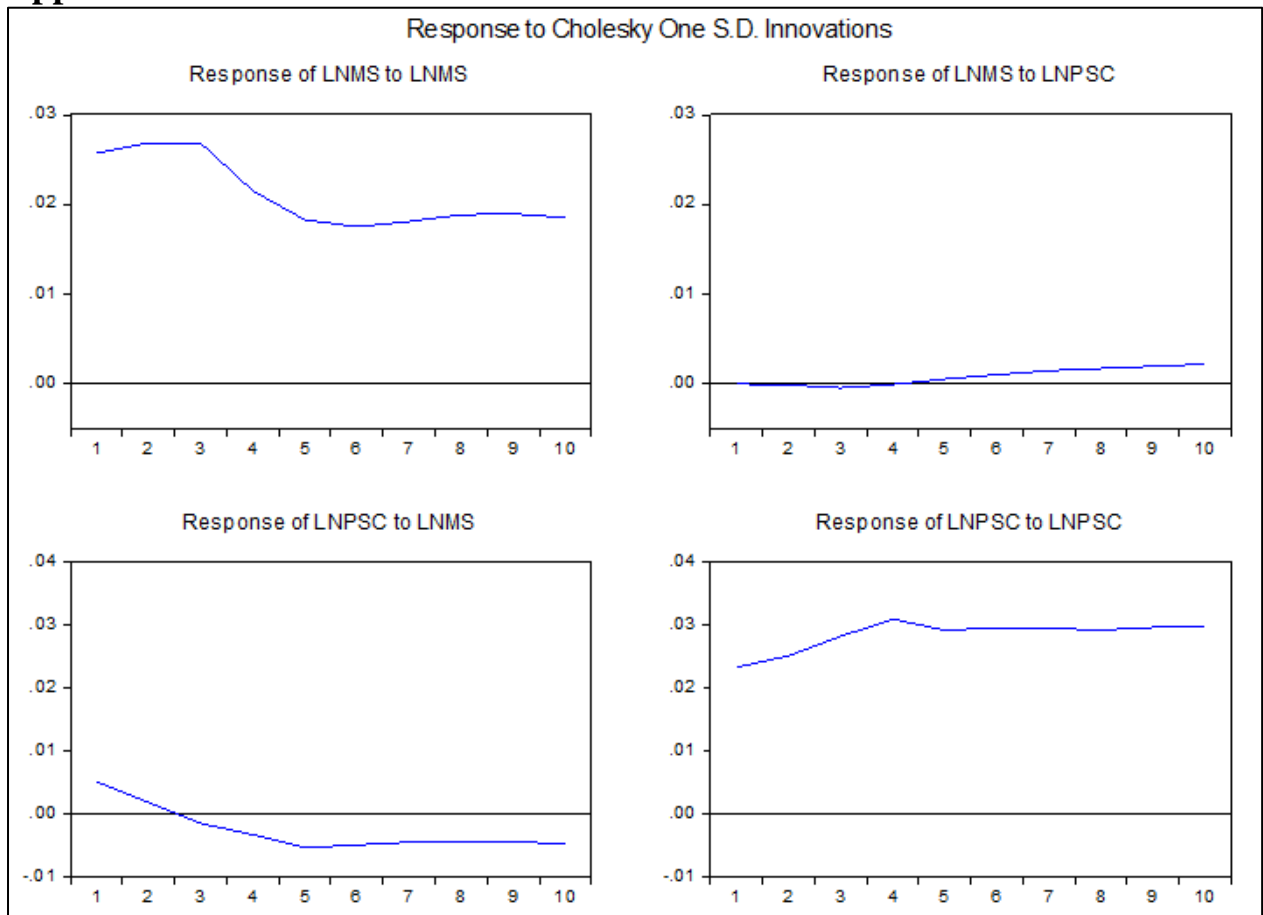 Response to Cholesky One S.D. Innovations
Response of LNMS to LNMS
.03
.02
.01
.00
1 2 3 4 5 6 7 8 9 10
Response of LNMS to LNPSC
.03
.02
.01
.00
1 2 3 4 5 6 7 8 9 10
Response of LNPSC to LNMS
.04
.03
.02
.01
.00
-.01
1 2 3 4 5 6 7 8 9 10
Response of LNPSC to LNPSC
.04
.03
.02
.01
.00
-.01
1 2 3 4 5 6 7 8 9 10